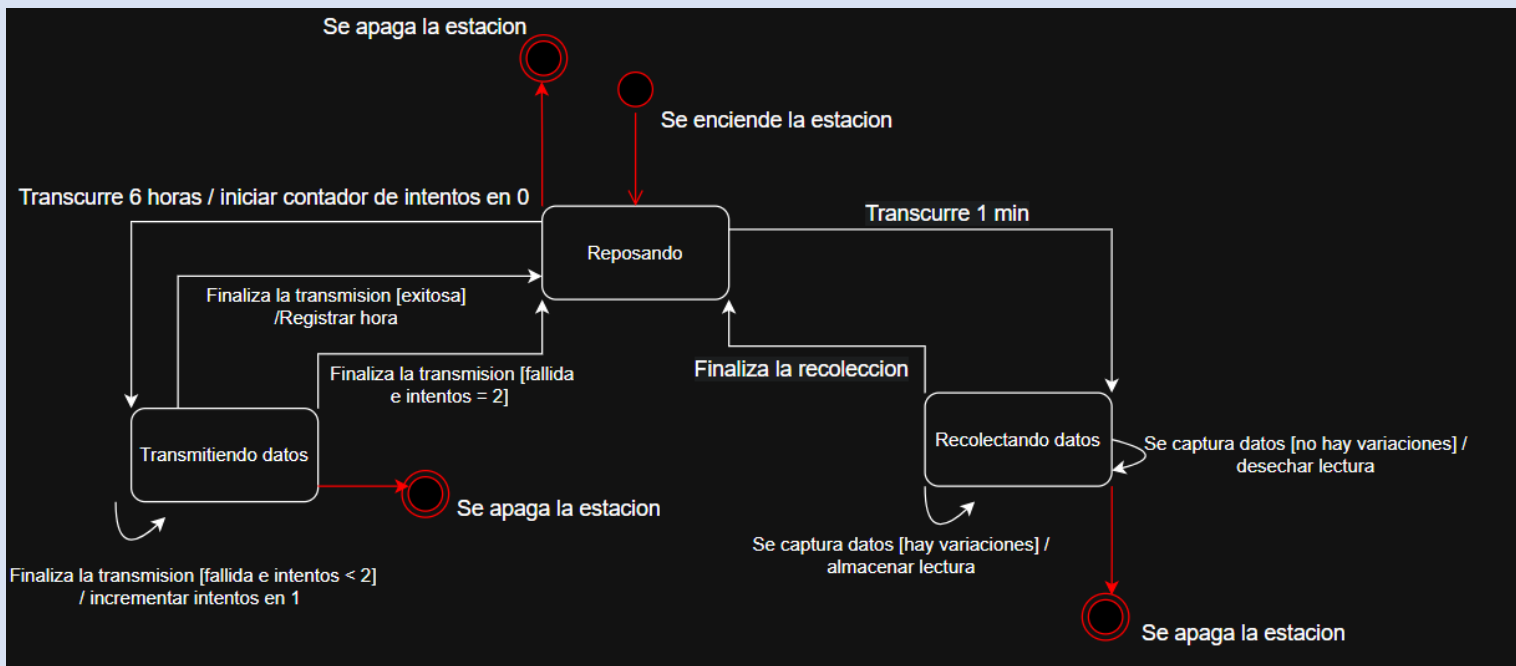 Se apaga la estacion
Se enciende la estacion
Transcurre 6 horas / iniciar contador de intentos en 0
Transcurre 1 min
Reposando
Finaliza la transmision [exitosa]
/Registrar hora
Finaliza la transmision [fallida
e intentos = 2]
Finaliza la recoleccion
Transmitiendo datos
Recolectando datos
Se captura datos [no hay variaciones] /
desechar lectura
Se apaga la estacion
Se captura datos [hay variaciones] /
almacenar lectura
Finaliza la transmision [fallida e intentos < 2]
/ incrementar intentos en 1
Se apaga la estacion